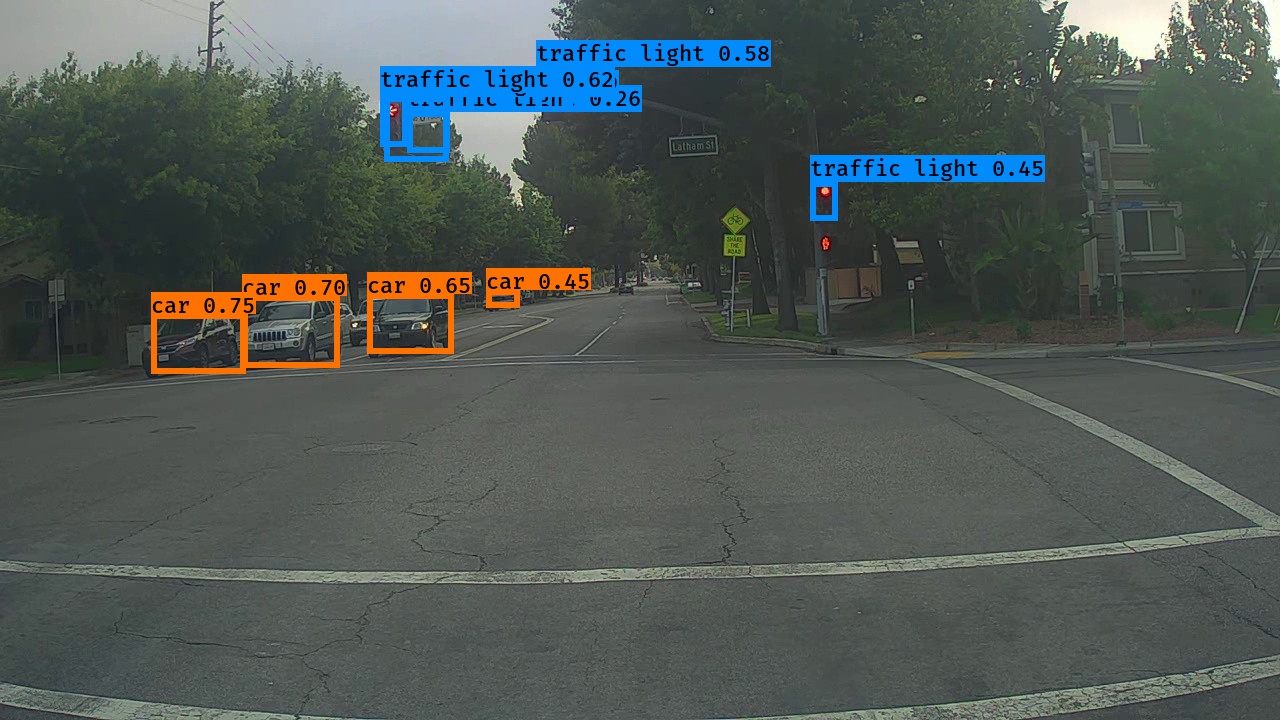 traffic light 0.58
traffic light 0.62
traffic light 0.26
Latham St
traffic light 0.45
SHARE
THE
ROAD
car 0.45
car 0.65
car 0.70
car 0.75